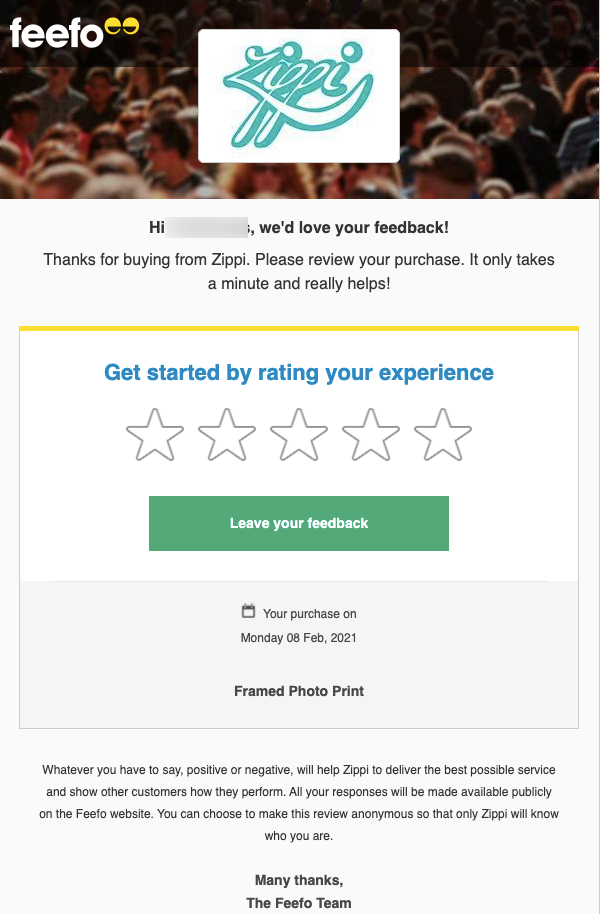 feefo
Zippi
Hi , we'd love your feedback!
Thanks for buying from Zippi. Please review your purchase. It only takes
a minute and really helps!
Get started by rating your experience
Leave your feedback
Your purchase on
Monday 08 Feb, 2021
Framed Photo Print
Whatever you have to say, positive or negative, will help Zippi to deliver the best possible service
and show other customers how they perform. All your responses will be made available publicly
on the Feefo website. You can choose to make this review anonymous so that only Zippi will know
who you are.
Many thanks,
The Feefo Team